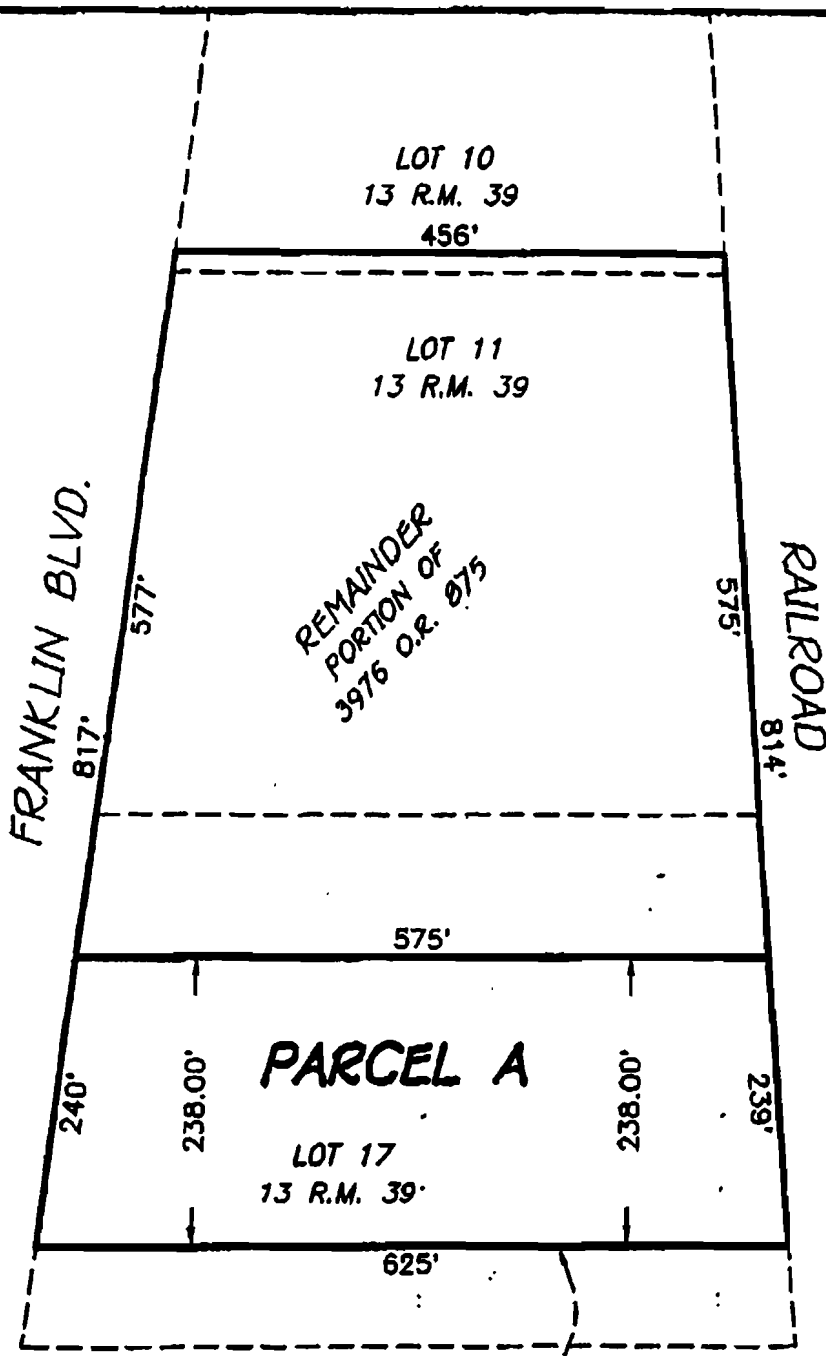 LOT 10
13 R.M. 39
456'
LOT 11
13 R.M. 39
FRANKLIN BLVD.
577'
817'
REMAINDER
PORTION OF
3976 O.R. 875
575'
814'
RAILROAD
575'
PARCEL A
240'
238.00'
238.00'
239'
LOT 17
13 R.M. 39
625'